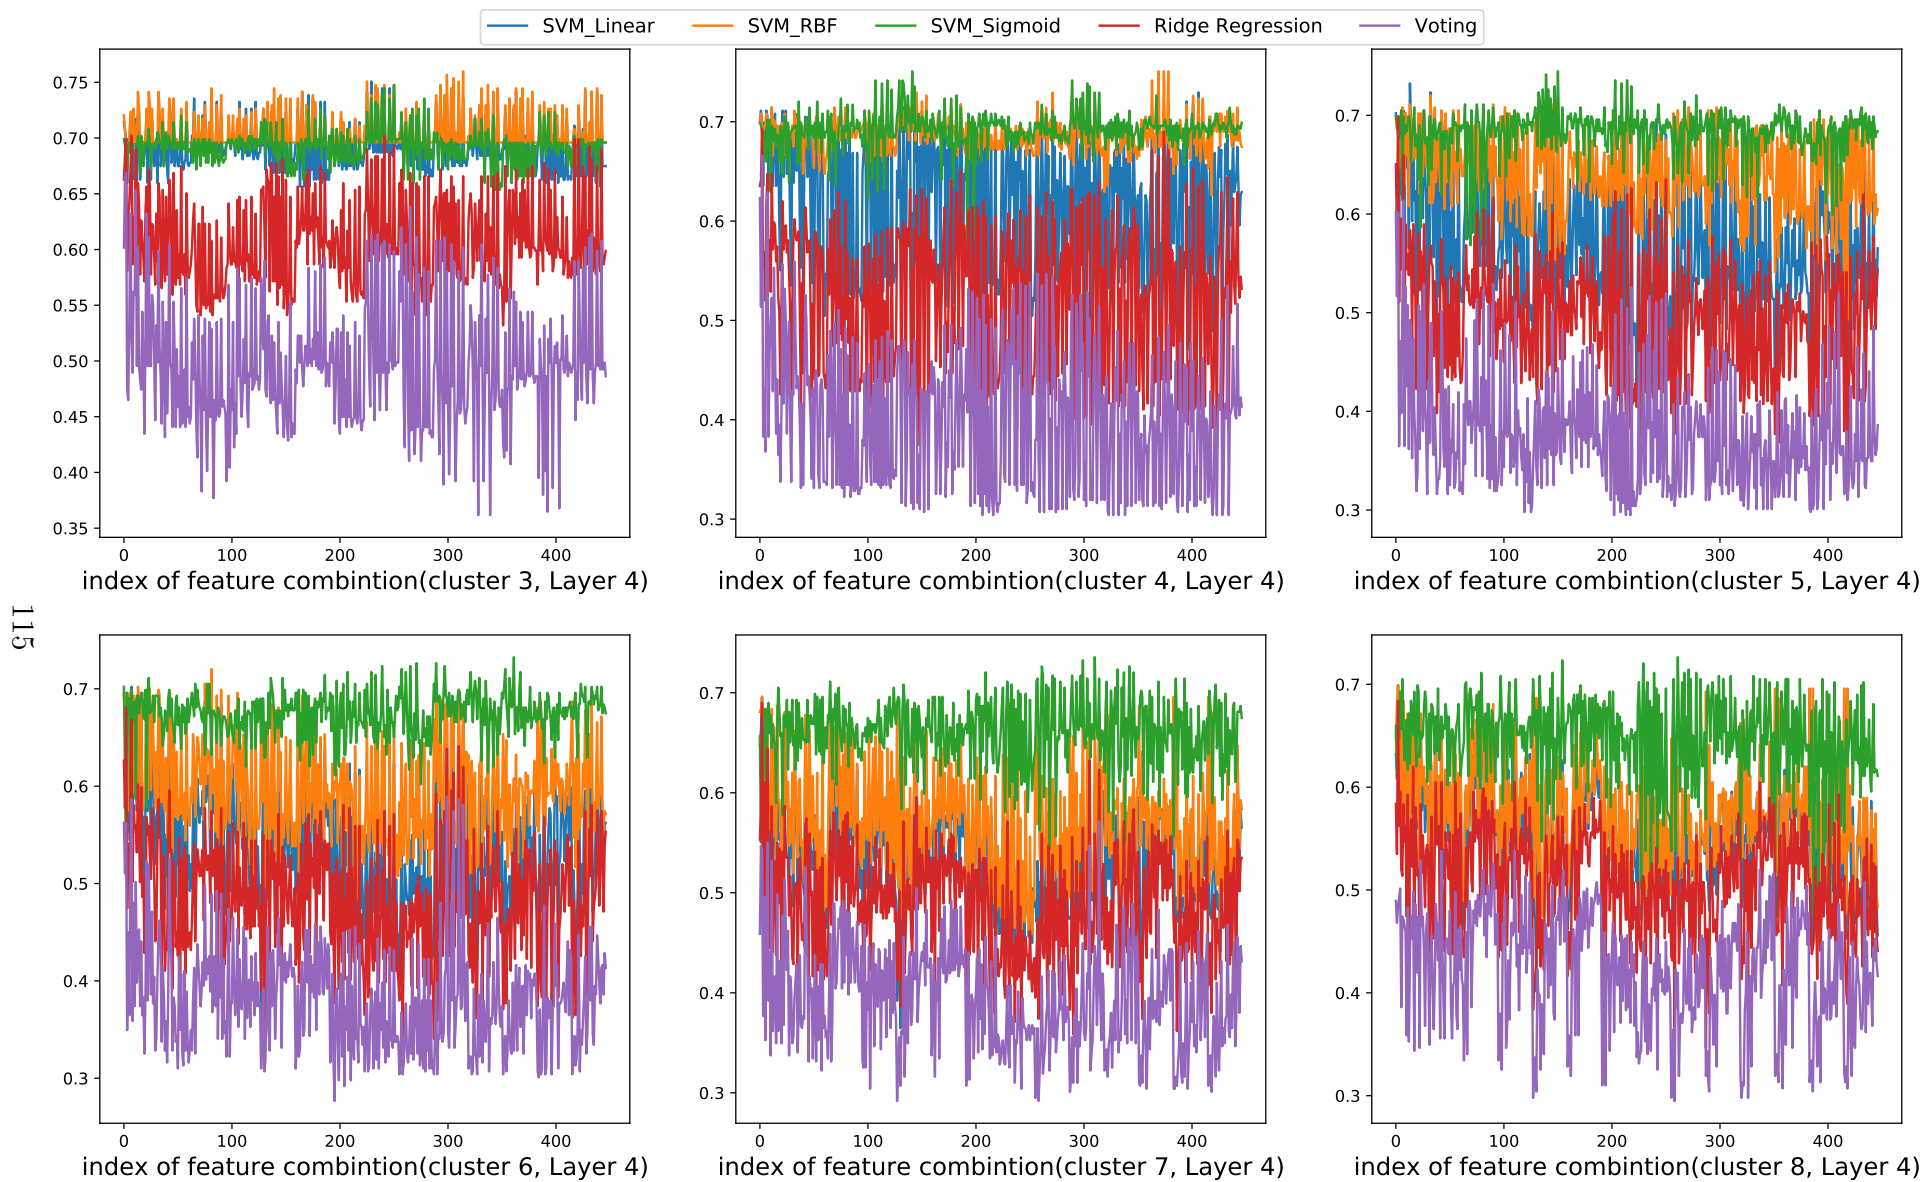 SVM_Linear SVM_RBF SVM_Sigmoid Ridge Regression Voting
0.75
0.70
0.65
0.60
0.55
0.50
0.45
0.40
0.35
0 100 200 300 400
index of feature combintion(cluster 3, Layer 4)
0.7
0.6
0.5
0.4
0.3
0 100 200 300 400
index of feature combintion(cluster 4, Layer 4)
0.7
0.6
0.5
0.4
0.3
0 100 200 300 400
index of feature combintion(cluster 5, Layer 4)
115
0.7
0.6
0.5
0.4
0.3
0 100 200 300 400
index of feature combintion(cluster 6, Layer 4)
0.7
0.6
0.5
0.4
0.3
0 100 200 300 400
index of feature combintion(cluster 7, Layer 4)
0.7
0.6
0.5
0.4
0.3
0 100 200 300 400
index of feature combintion(cluster 8, Layer 4)